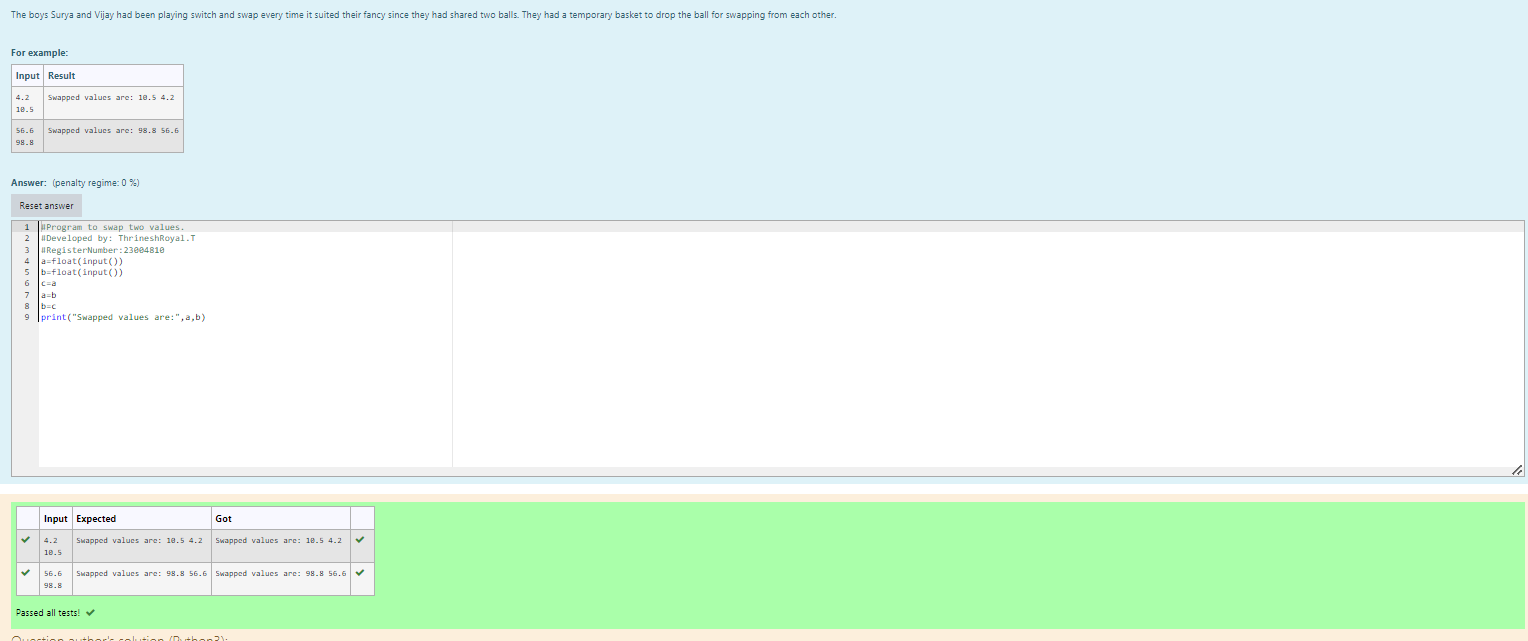 The boys Surya and Vijay had been playing switch and swap every time it suited their fancy since they had shared two balls. They had a temporary basket to drop the ball for swapping from each other.
For example:
Input Result
4.2 Swapped values are: 10.5 4.2
10.5
56.6 Swapped values are: 98.8 56.6
98.8
Answer: (penalty regime: 0 %)
Reset answer
1 #Program to swap two values.
2 #Developed by: ThrineshRoyal.T
3 #RegisterNumber:23004810
4 a=float(input())
5 b=float(input())
6 c=a
7 a=b
8 b=c
9 print("Swapped values are:",a,b)
Input Expected Got
4.2 Swapped values are: 10.5 4.2 Swapped values are: 10.5 4.2
10.5
56.6 Swapped values are: 98.8 56.6 Swapped values are: 98.8 56.6
98.8
Passed all tests!
Question author's solution (Python3):